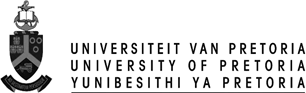 UNIVERSITEIT VAN PRETORIA
UNIVERSITY OF PRETORIA
YUNIBESITHI YA PRETORIA